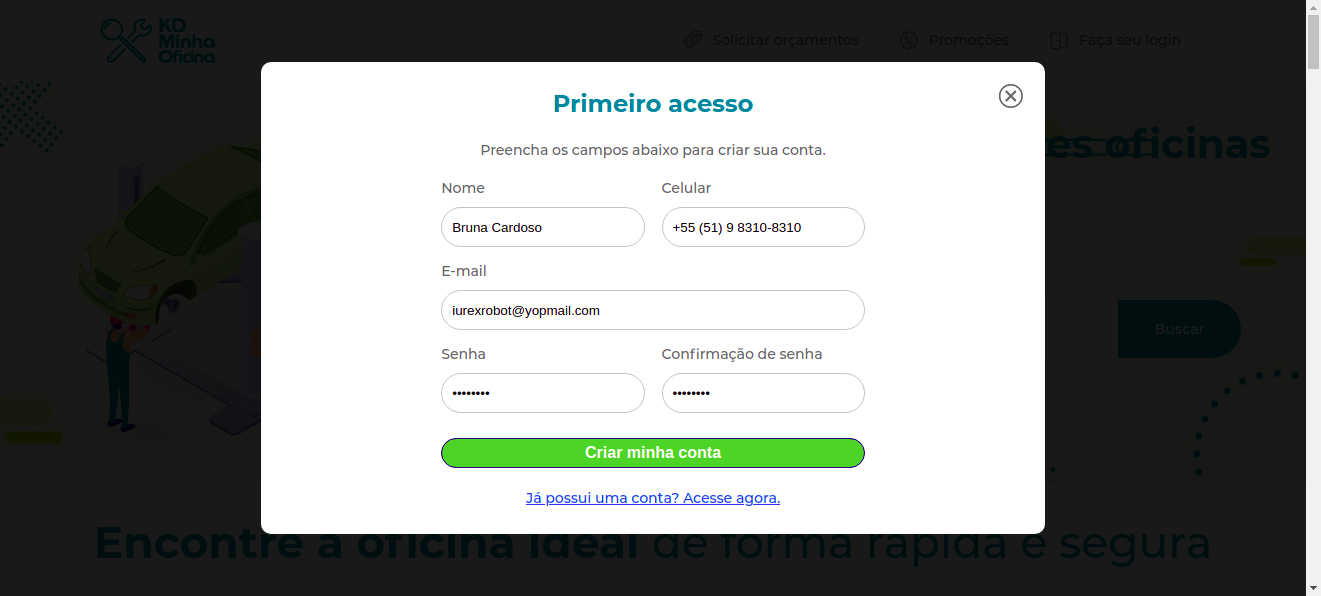 KD
Minha
Oficina
Solicitar orçamentos
Promoções
Faça seu login
es oficinas
Primeiro acesso
Preencha os campos abaixo para criar sua conta.
Nome
Celular
Bruna Cardoso
+55 (51) 9 8310-8310
E-mail
iurexrobot@yopmail.com
Buscar
Senha
Confirmação de senha
••••••••
••••••••
Criar minha conta
Já possui uma conta? Acesse agora.
Encontre a oficina ideal de forma rápida e segura